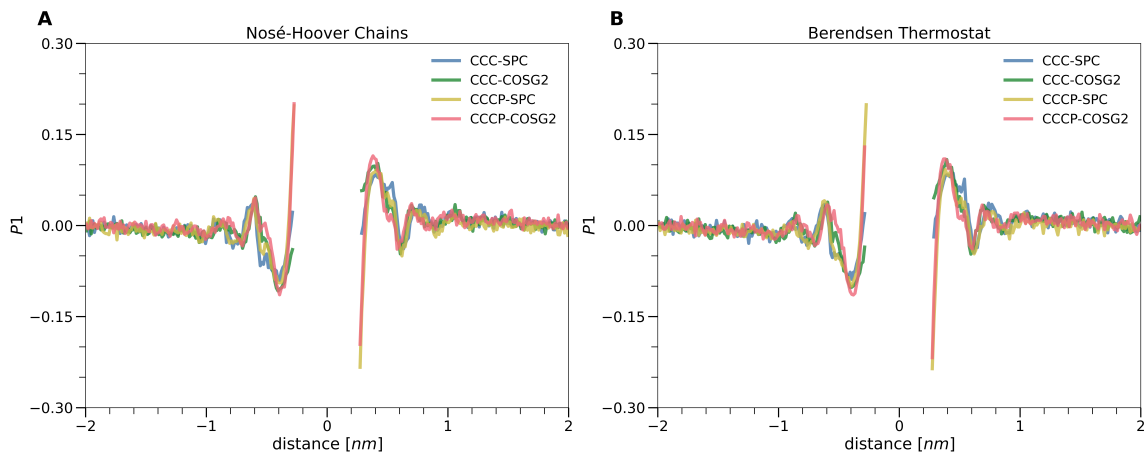 A
Nosé-Hoover Chains
0.30
0.15
0.00
−0.15
−0.30
P1
CCC-SPC
CCC-COSG2
CCCP-SPC
CCCP-COSG2
−2
−1
0
1
2
distance [nm]
B
Berendsen Thermostat
0.30
0.15
0.00
−0.15
−0.30
P1
CCC-SPC
CCC-COSG2
CCCP-SPC
CCCP-COSG2
−2
−1
0
1
2
distance [nm]